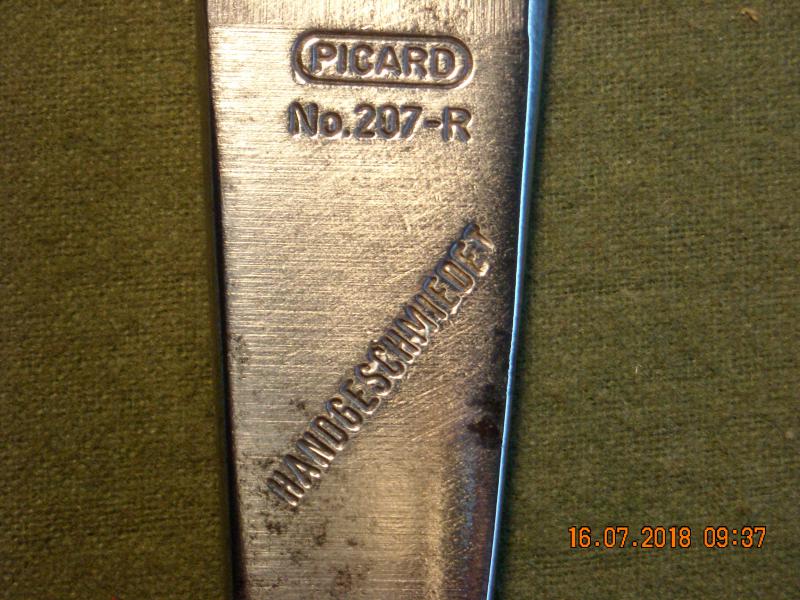 PICARD
No.207-R
HANDGESCHMIEDET
16.07.2018 09:37